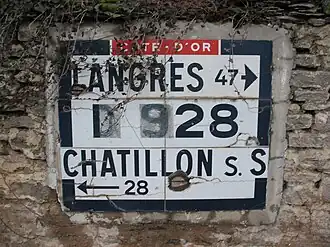 CÔTE-D'OR
LANGRES 47
928
CHATILLON S. S
28